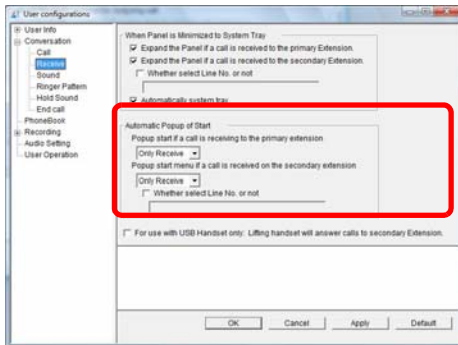 User configurations
User Info
Conversation
Call
Receive
Sound
Ringer Pattern
Hold Sound
End call
PhoneBook
Recording
Audio Setting
User Operation
When Panel is Minimized to System Tray
Expand the Panel if a call is received to the primary Extension.
Expand the Panel if a call is received to the secondary Extension.
Whether select Line No. or not
Automatically system tray
Automatic Popup of Start
Popup start if a call is receiving to the primary extension
Only Receive
Popup start menu if a call is received on the secondary extension
Only Receive
Whether select Line No. or not
For use with USB Handset only: Lifting handset will answer calls to secondary Extension.
OK
Cancel
Apply
Default